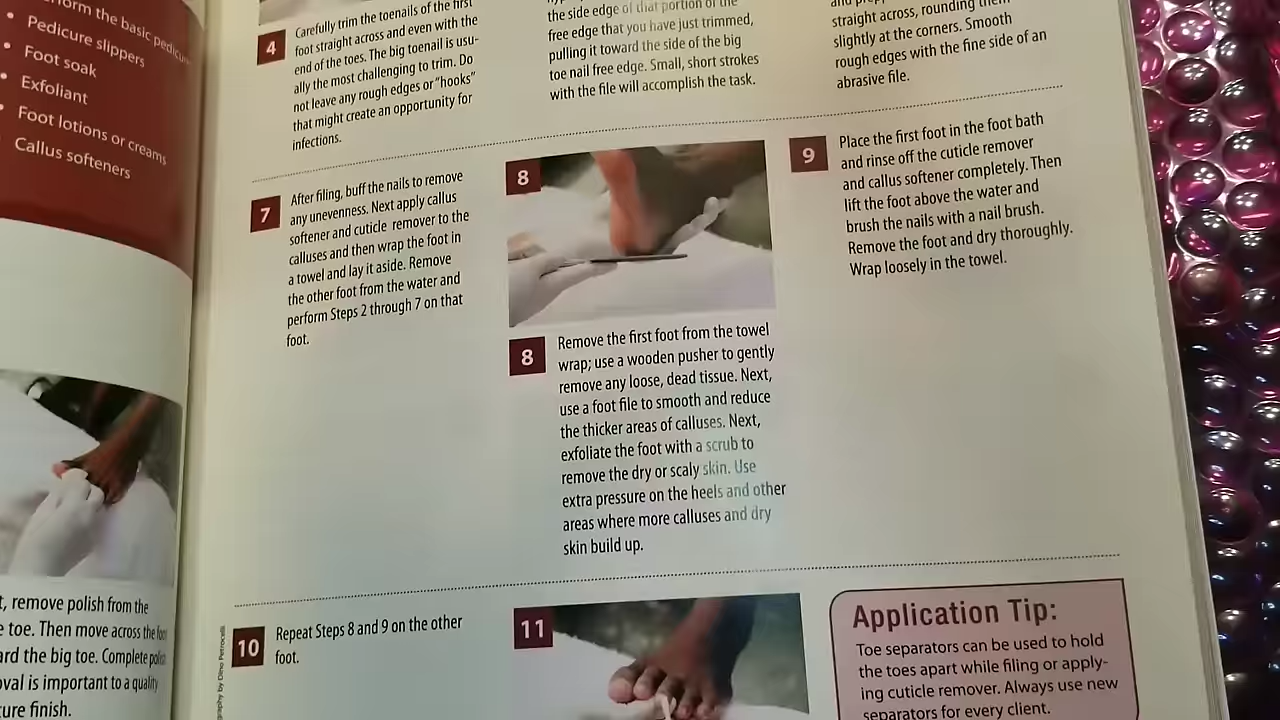 form the basic pedicure
Pedicure slippers
Foot soak
Exfoliant
Foot lotions or creams
Callus softeners
remove polish from the
toe. Then move across the foot
the big toe. Complete
is important to a quality
finish.
4
Carefully trim the toenails of the first
foot straight across and even with the
end of the toes. The big toenail is usu-
ally the most challenging to trim. Do
not leave any rough edges or "hooks"
that might create an opportunity for
infections.
the side edge of that portion of the
free edge that you have just trimmed,
pulling it toward the side of the big
toe nail free edge. Small, short strokes
with the file will accomplish the task.
straight across, rounding them
slightly at the corners. Smooth
rough edges with the fine side of an
abrasive file.
7
After filing, buff the nails to remove
any unevenness. Next apply callus
softener and cuticle remover to the
calluses and then wrap the foot in
a towel and lay it aside. Remove
the other foot from the water and
perform Steps 2 through 7 on that
foot.
8
8
Remove the first foot from the towel
wrap; use a wooden pusher to gently
remove any loose, dead tissue. Next,
use a foot file to smooth and reduce
the thicker areas of calluses. Next,
exfoliate the foot with a scrub to
remove the dry or scaly skin. Use
extra pressure on the heels and other
areas where more calluses and dry
skin build up.
9
Place the first foot in the foot bath
and rinse off the cuticle remover
and callus softener completely. Then
lift the foot above the water and
brush the nails with a nail brush.
Remove the foot and dry thoroughly.
Wrap loosely in the towel.
10
Repeat Steps 8 and 9 on the other
foot.
11
Application Tip:
Toe separators can be used to hold
the toes apart while filing or apply-
ing cuticle remover. Always use new
separators for every client.